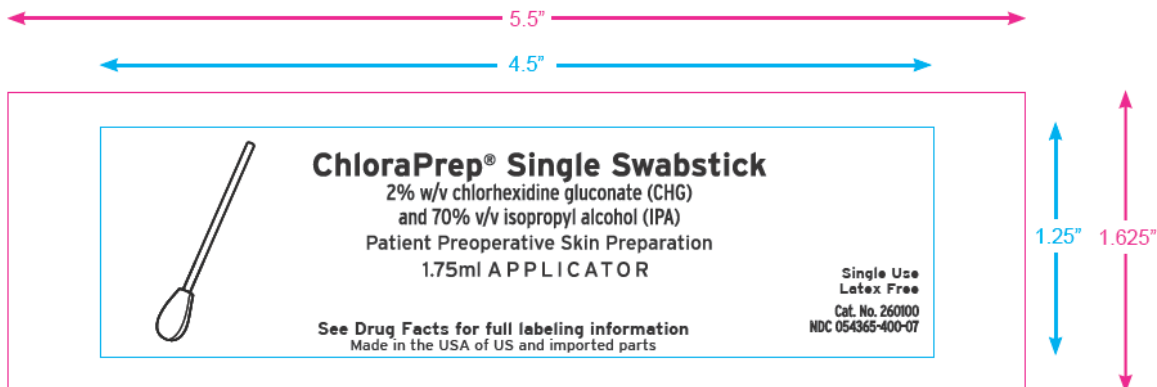 5.5”
4.5”
ChloraPrep® Single Swabstick
2% w/v chlorhexidine gluconate (CHG)
and 70% v/v isopropyl alcohol (IPA)
Patient Preoperative Skin Preparation
1.75ml APPLICATOR
1.25”
1.625”
Single Use
Latex Free
Cat. No. 260100
NDC 054365-400-07
See Drug Facts for full labeling information
Made in the USA of US and imported parts